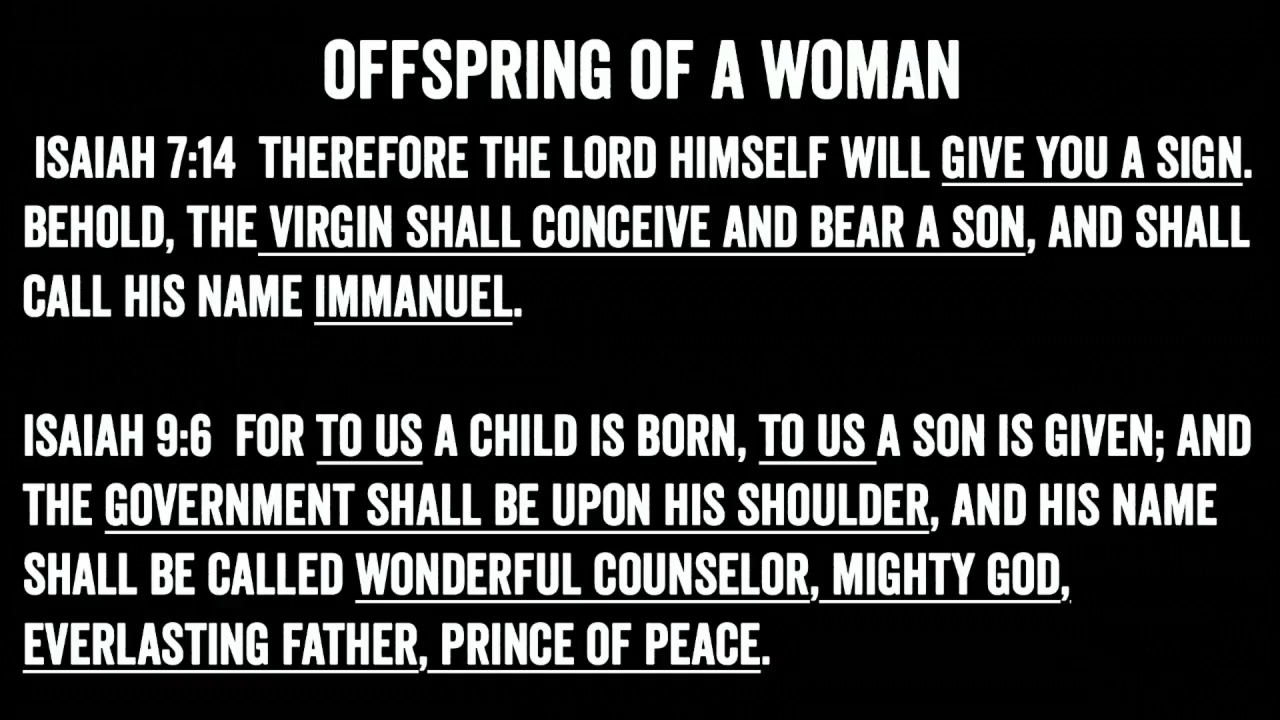 OFFSPRING OF A WOMAN
ISAIAH 7:14 THEREFORE THE LORD HIMSELF WILL GIVE YOU A SIGN.
BEHOLD, THE VIRGIN SHALL CONCEIVE AND BEAR A SON, AND SHALL
CALL HIS NAME IMMANUEL.
ISAIAH 9:6 FOR TO US A CHILD IS BORN, TO US A SON IS GIVEN; AND
THE GOVERNMENT SHALL BE UPON HIS SHOULDER, AND HIS NAME
SHALL BE CALLED WONDERFUL COUNSELOR, MIGHTY GOD,
EVERLASTING FATHER, PRINCE OF PEACE.